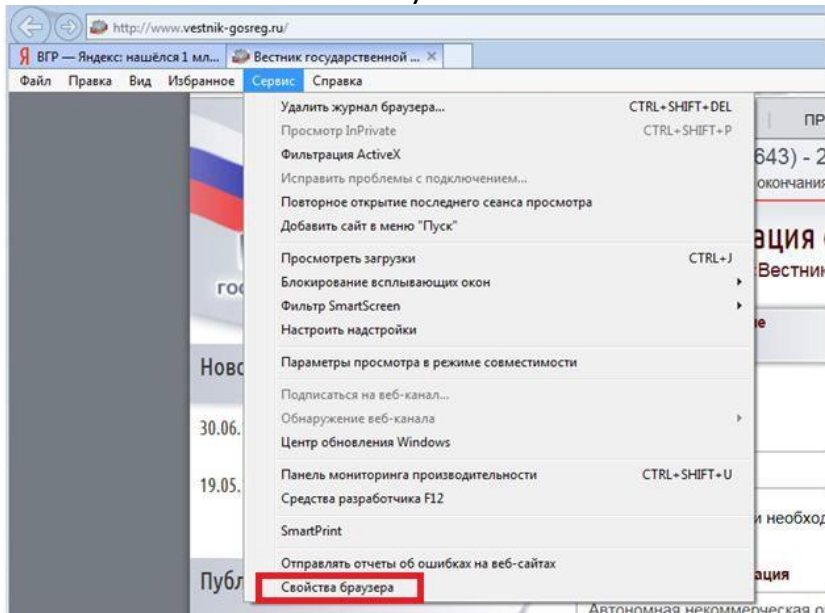 http://www.vestnik-gosreg.ru/
Я ВГР — Яндекс: нашёлся 1 мл... Вестник государственной ... ×
Файл Правка Вид Избранное Сервис Справка
Удалить журнал браузера... CTRL+SHIFT+DEL
Просмотр InPrivate CTRL+SHIFT+P
Фильтрация ActiveX
Исправить проблемы с подключением...
Повторное открытие последнего сеанса просмотра
Добавить сайт в меню "Пуск"
Просмотреть загрузки CTRL+J
Блокирование всплывающих окон
Фильтр SmartScreen
Настроить надстройки
Параметры просмотра в режиме совместимости
Подписаться на веб-канал...
Обнаружение веб-канала
Центр обновления Windows
Панель мониторинга производительности CTRL+SHIFT+U
Средства разработчика F12
SmartPrint
Отправлять отчеты об ошибках на веб-сайтах
Свойства браузера
ПР
643) - 2
окончания
ация
Вестник
ие
гос
Ново
30.06.
19.05.
и необход
Публ
ация
Автономная некоммерческая о